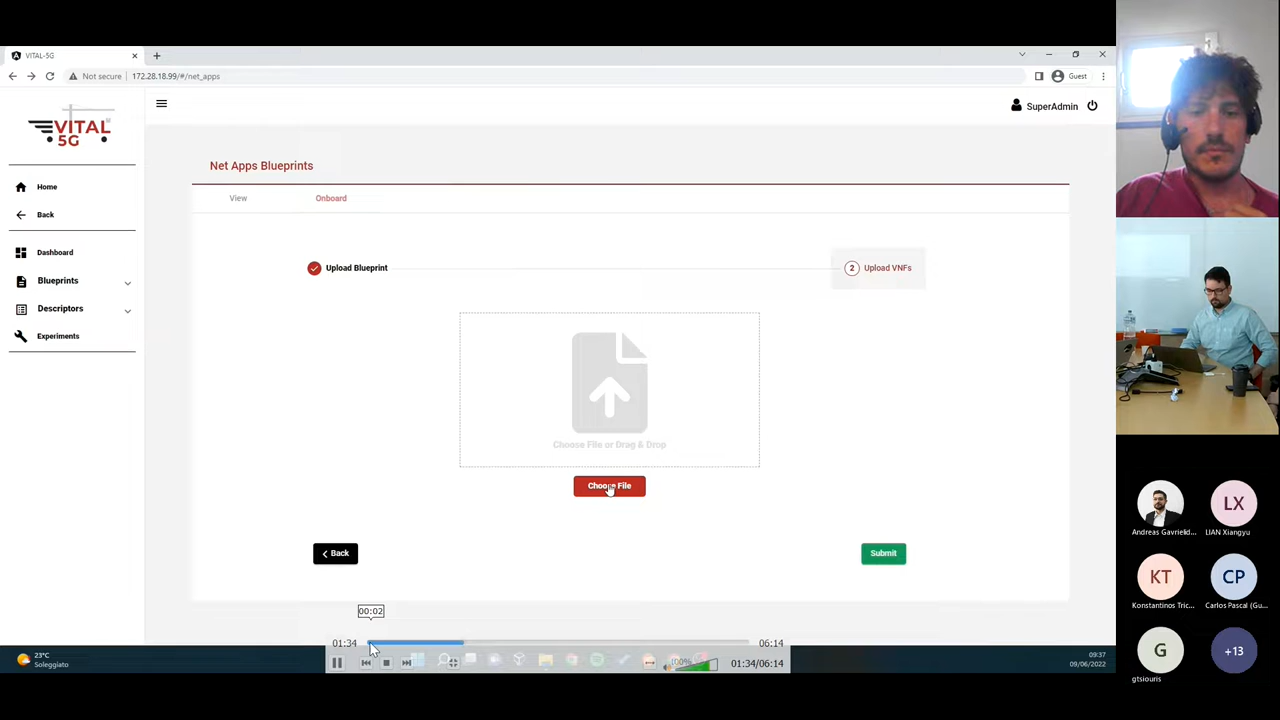 VITAL-5G
Not secure
172.28.18.99/#/net_apps
Guest
VITAL
5G
SuperAdmin
Home
Back
Dashboard
Blueprints
Descriptors
Experiments
Net Apps Blueprints
View
Onboard
Upload Blueprint
2
Upload VNFs
Choose File or Drag & Drop
Choose File
Back
Submit
00:02
01:34
06:14
100%
01:34/06:14
23°C
Soleggiato
09:37
09/06/2022
LX
Andreas Gavrielid...
LIAN Xiangyu
KT
CP
Konstantinos Tric...
Carlos Pascal (Gu...
G
+13
gtsiouris